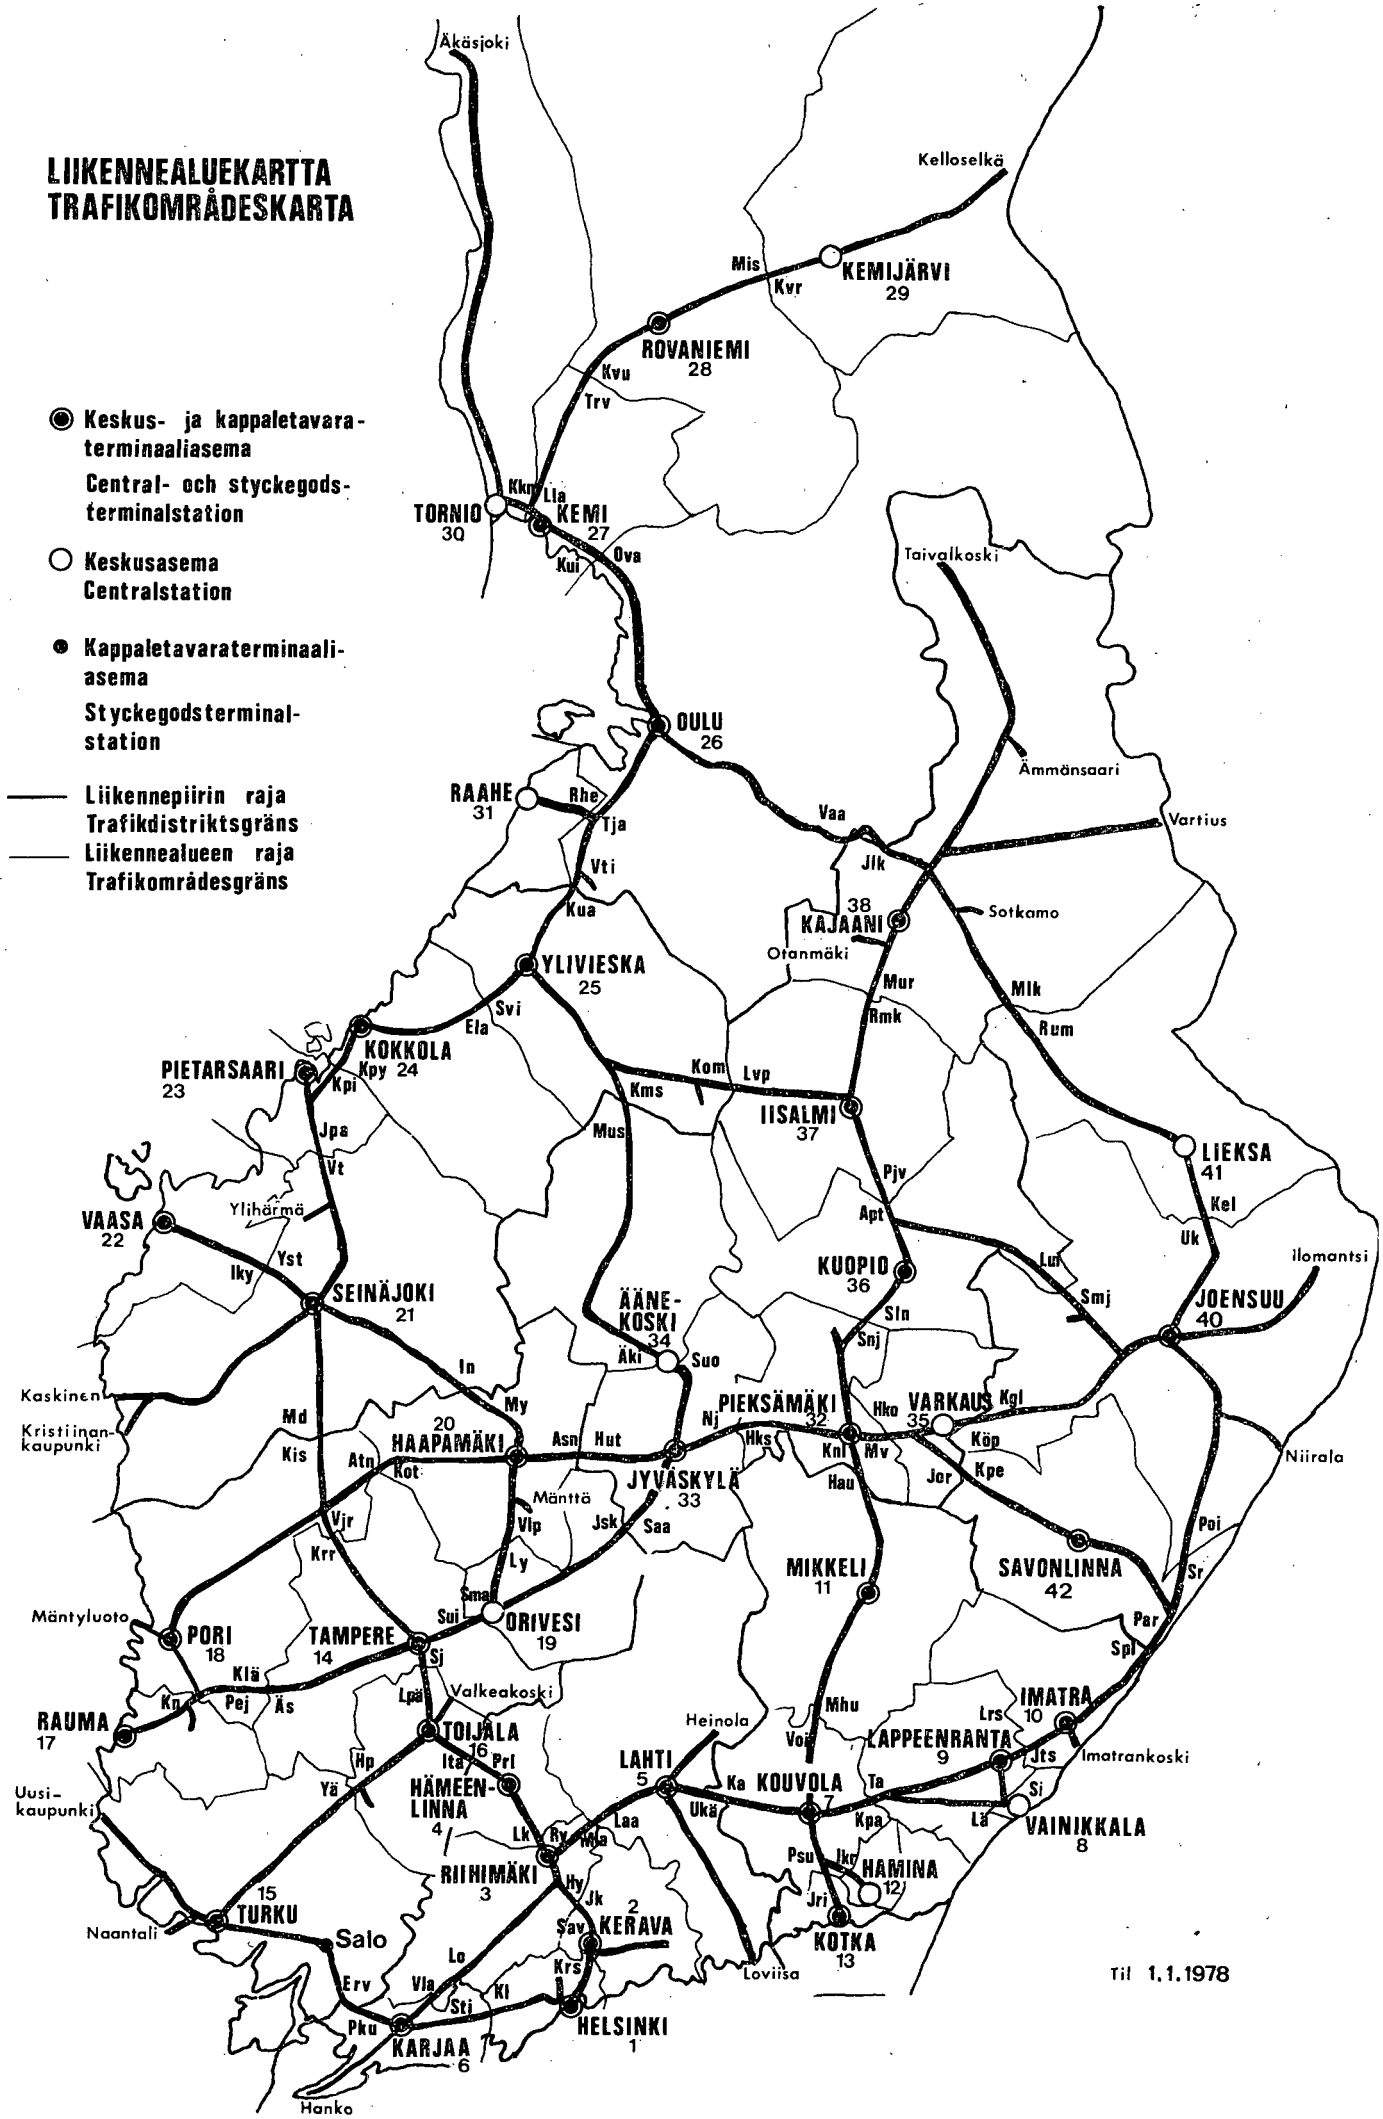 Äkäsjoki
Kelloselkä
LIIKENNEALUEKARTTA
TRAFIKOMRÅDESKARTA
Mis
Kvr
KEMIJÄRVI
29
ROVANIEMI
28
Kvu
Trv
Keskus- ja kappaletavara-
terminaaliasema
Central- och styckegods-
terminalstation
Keskusasema
Centralstation
Kappaletavaraterminaali-
asema
Styckegodsterminal-
station
Liikennepiirin raja
Trafikdistriktsgräns
Liikennealueen raja
Trafikområdesgräns
Kkm
Lla
TORNIO
30
KEMI
27
Kui
Ova
Taivalkoski
OULU
26
Ämmänsaari
RAAHE
31
Rhe
Tja
Vaa
Vartius
Jlk
Vti
Kua
38
KAJAANI
Sotkamo
Otanmäki
YLIVIESKA
25
Mur
Rmk
Mlk
Rum
Svi
Ela
KOKKOLA
24
Kpy
Kpi
PIETARSAARI
23
Kom
Lvp
Kms
IISALMI
37
Mus
Jpa
Vt
LIEKSA
41
Pjv
Apt
Kel
Uk
Ylihärmä
VAASA
22
Yst
Iky
Ilomantsi
KUOPIO
36
Lui
Smj
SEINÄJOKI
21
ÄÄNE-
KOSKI
34
Äki
Suo
Sln
Snj
JOENSUU
40
Kaskinen
Kristiinan-
kaupunki
In
My
Md
Kis
20
HAAPAMÄKI
Asn
Hut
Nj
Hks
PIEKSÄMÄKI
32
Hko
VARKAUS
35
Kgl
Knl
Mv
Köp
Kpe
Jor
Niirala
Atn
Kot
JYVÄSKYLÄ
33
Hau
Mänttä
Vjr
Krr
Vlp
Jsk
Saa
Poi
Ly
MIKKELI
11
SAVONLINNA
42
Sr
Sma
Sui
ORIVESI
19
Mäntyluoto
PORI
18
TAMPERE
14
Sj
Par
Spl
Klä
Pej
Äs
Kn
Lpä
Valkeakoski
RAUMA
17
TOIJALA
16
Heinola
Mhu
Voi
IMATRA
10
Lrs
LAPPEENRANTA
9
Jts
Imatrankoski
Hp
Yä
Ita
Prl
HÄMEEN-
LINNA
4
LAHTI
5
Ka
Ukä
KOUVOLA
7
Ta
Kpa
Si
Lä
VAINIKKALA
8
Uusi-
kaupunki
Lk
Ry
Mla
Laa
RIIHIMÄKI
3
Hy
Jk
Psu
HAMINA
12
Jri
15
TURKU
Naantali
Salo
2
KERAVA
Sav
KOTKA
13
Lo
Vla
Krs
Loviisa
Erv
Pku
Sti
Kl
KARJAA
6
HELSINKI
1
Hanko
Til 1.1.1978